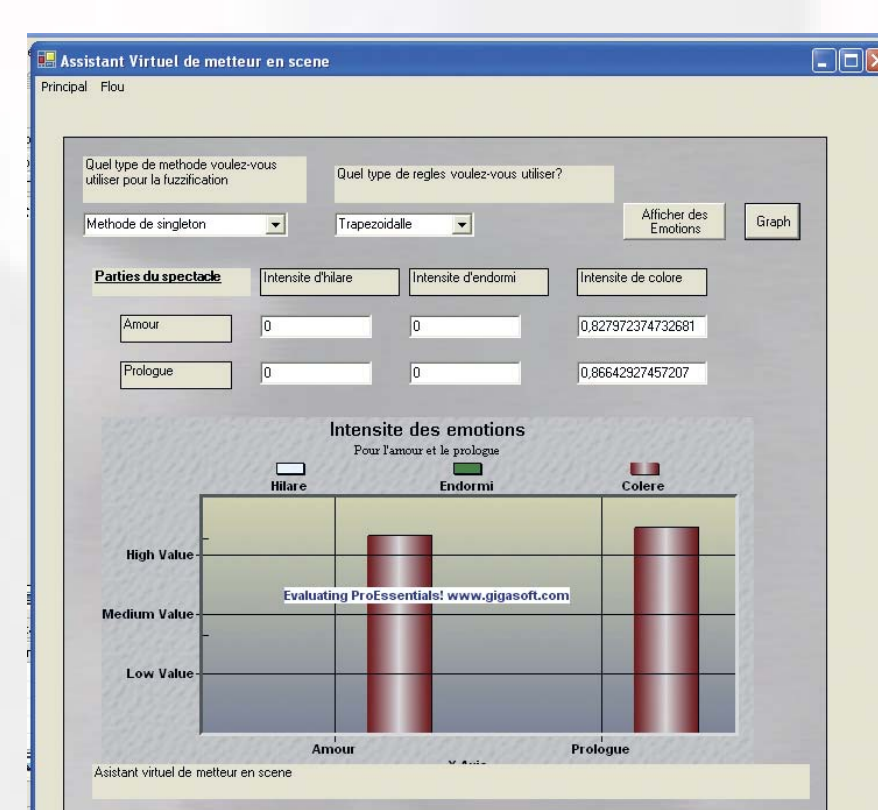 Assistant Virtuel de metteur en scene
Principal Flou
Quel type de methode voulez-vous
utiliser pour la fuzzification
Quel type de regles voulez-vous utiliser?
Methode de singleton
Trapezoidalle
Afficher des
Emotions
Graph
Parties du spectacle
Intensite d'hilare
Intensite d'endormi
Intensite de colore
Amour
0
0
0,827972374732681
Prologue
0
0
0,86642927457207
Intensite des emotions
Pour l'amour et le prologue
Hilare
Endormi
Colere
High Value
Evaluating ProEssentials! www.gigasoft.com
Medium Value
Low Value
Amour
Prologue
Asistant virtuel de metteur en scene